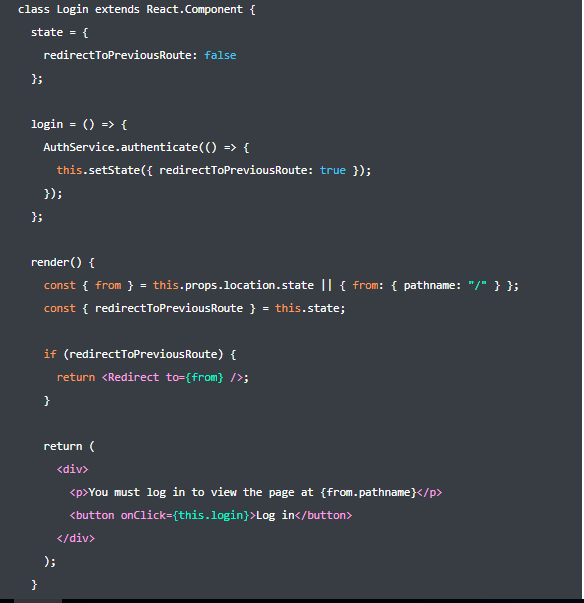 class Login extends React.Component {
state = {
redirectToPreviousRoute: false
};
login = () => {
AuthService.authenticate(() => {
this.setState({ redirectToPreviousRoute: true });
});
};
render() {
const { from } = this.props.location.state || { from: { pathname: "/" } };
const { redirectToPreviousRoute } = this.state;
if (redirectToPreviousRoute) {
return <Redirect to={from} />;
}
return (
<div>
<p>You must log in to view the page at {from.pathname}</p>
<button onClick={this.login}>Log in</button>
</div>
);
}